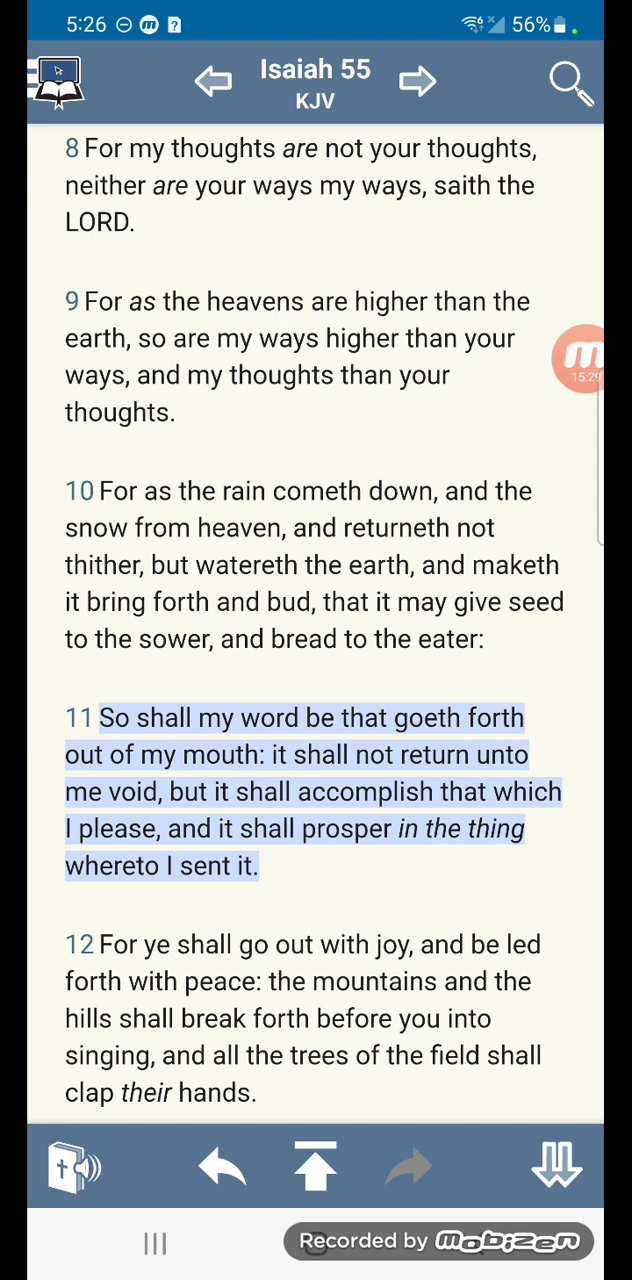 5:26 56%
Isaiah 55
KJV
8 For my thoughts are not your thoughts,
neither are your ways my ways, saith the
LORD.
9 For as the heavens are higher than the
earth, so are my ways higher than your
ways, and my thoughts than your
thoughts.
m
15:29
10 For as the rain cometh down, and the
snow from heaven, and returneth not
thither, but watereth the earth, and maketh
it bring forth and bud, that it may give seed
to the sower, and bread to the eater:
11 So shall my word be that goeth forth
out of my mouth: it shall not return unto
me void, but it shall accomplish that which
I please, and it shall prosper in the thing
whereto I sent it.
12 For ye shall go out with joy, and be led
forth with peace: the mountains and the
hills shall break forth before you into
singing, and all the trees of the field shall
clap their hands.
Recorded by mobizen